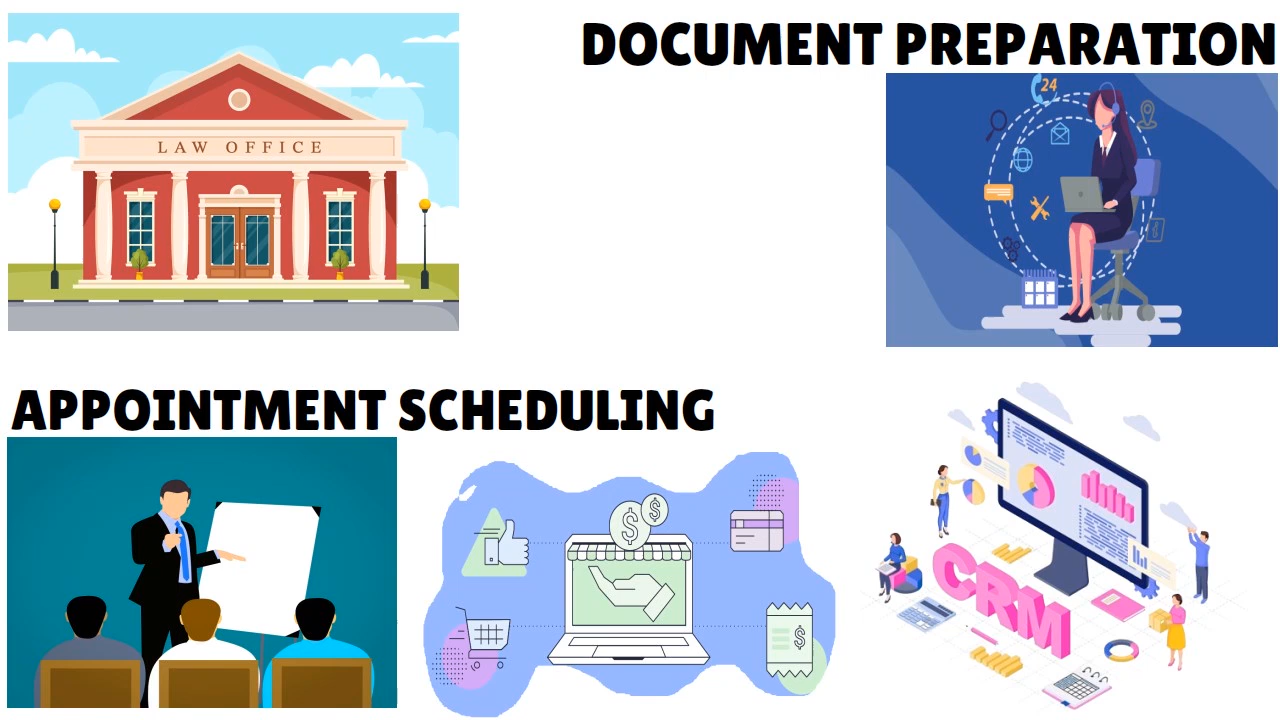 DOCUMENT PREPARATION
LAW OFFICE
24
APPOINTMENT SCHEDULING
$
$
$
CRM